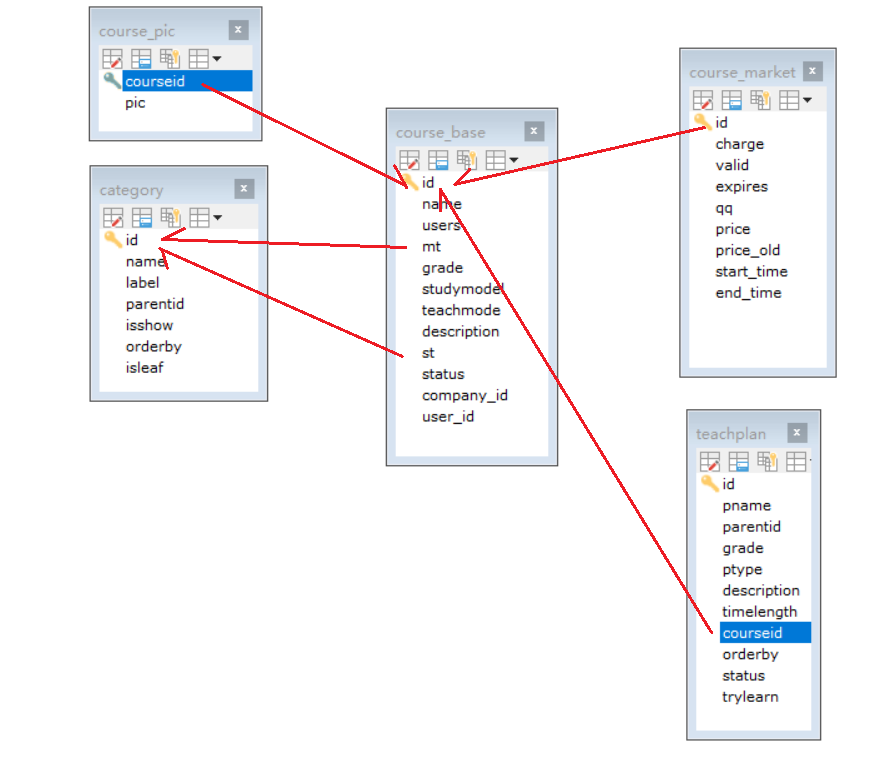 course_pic
courseid
pic
category
id
name
label
parentid
isshow
orderby
isleaf
course_base
id
name
users
mt
grade
studymodel
teachmode
description
st
status
company_id
user_id
course_market
id
charge
valid
expires
qq
price
price_old
start_time
end_time
teachplan
id
pname
parentid
grade
ptype
description
timelength
courseid
orderby
status
trylearn